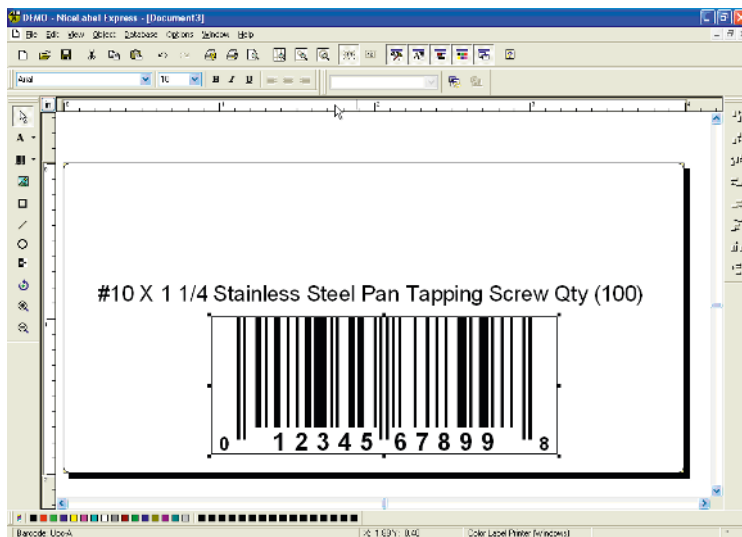 DEMO - NiceLabel Express - [Document3]
File Edit View Object Database Options Window Help
Arial 10 B I U
#10 X 1 1/4 Stainless Steel Pan Tapping Screw Qty (100)
0 12345 67899 8
Barcode: Upc-A Color Label Printer (Windows)